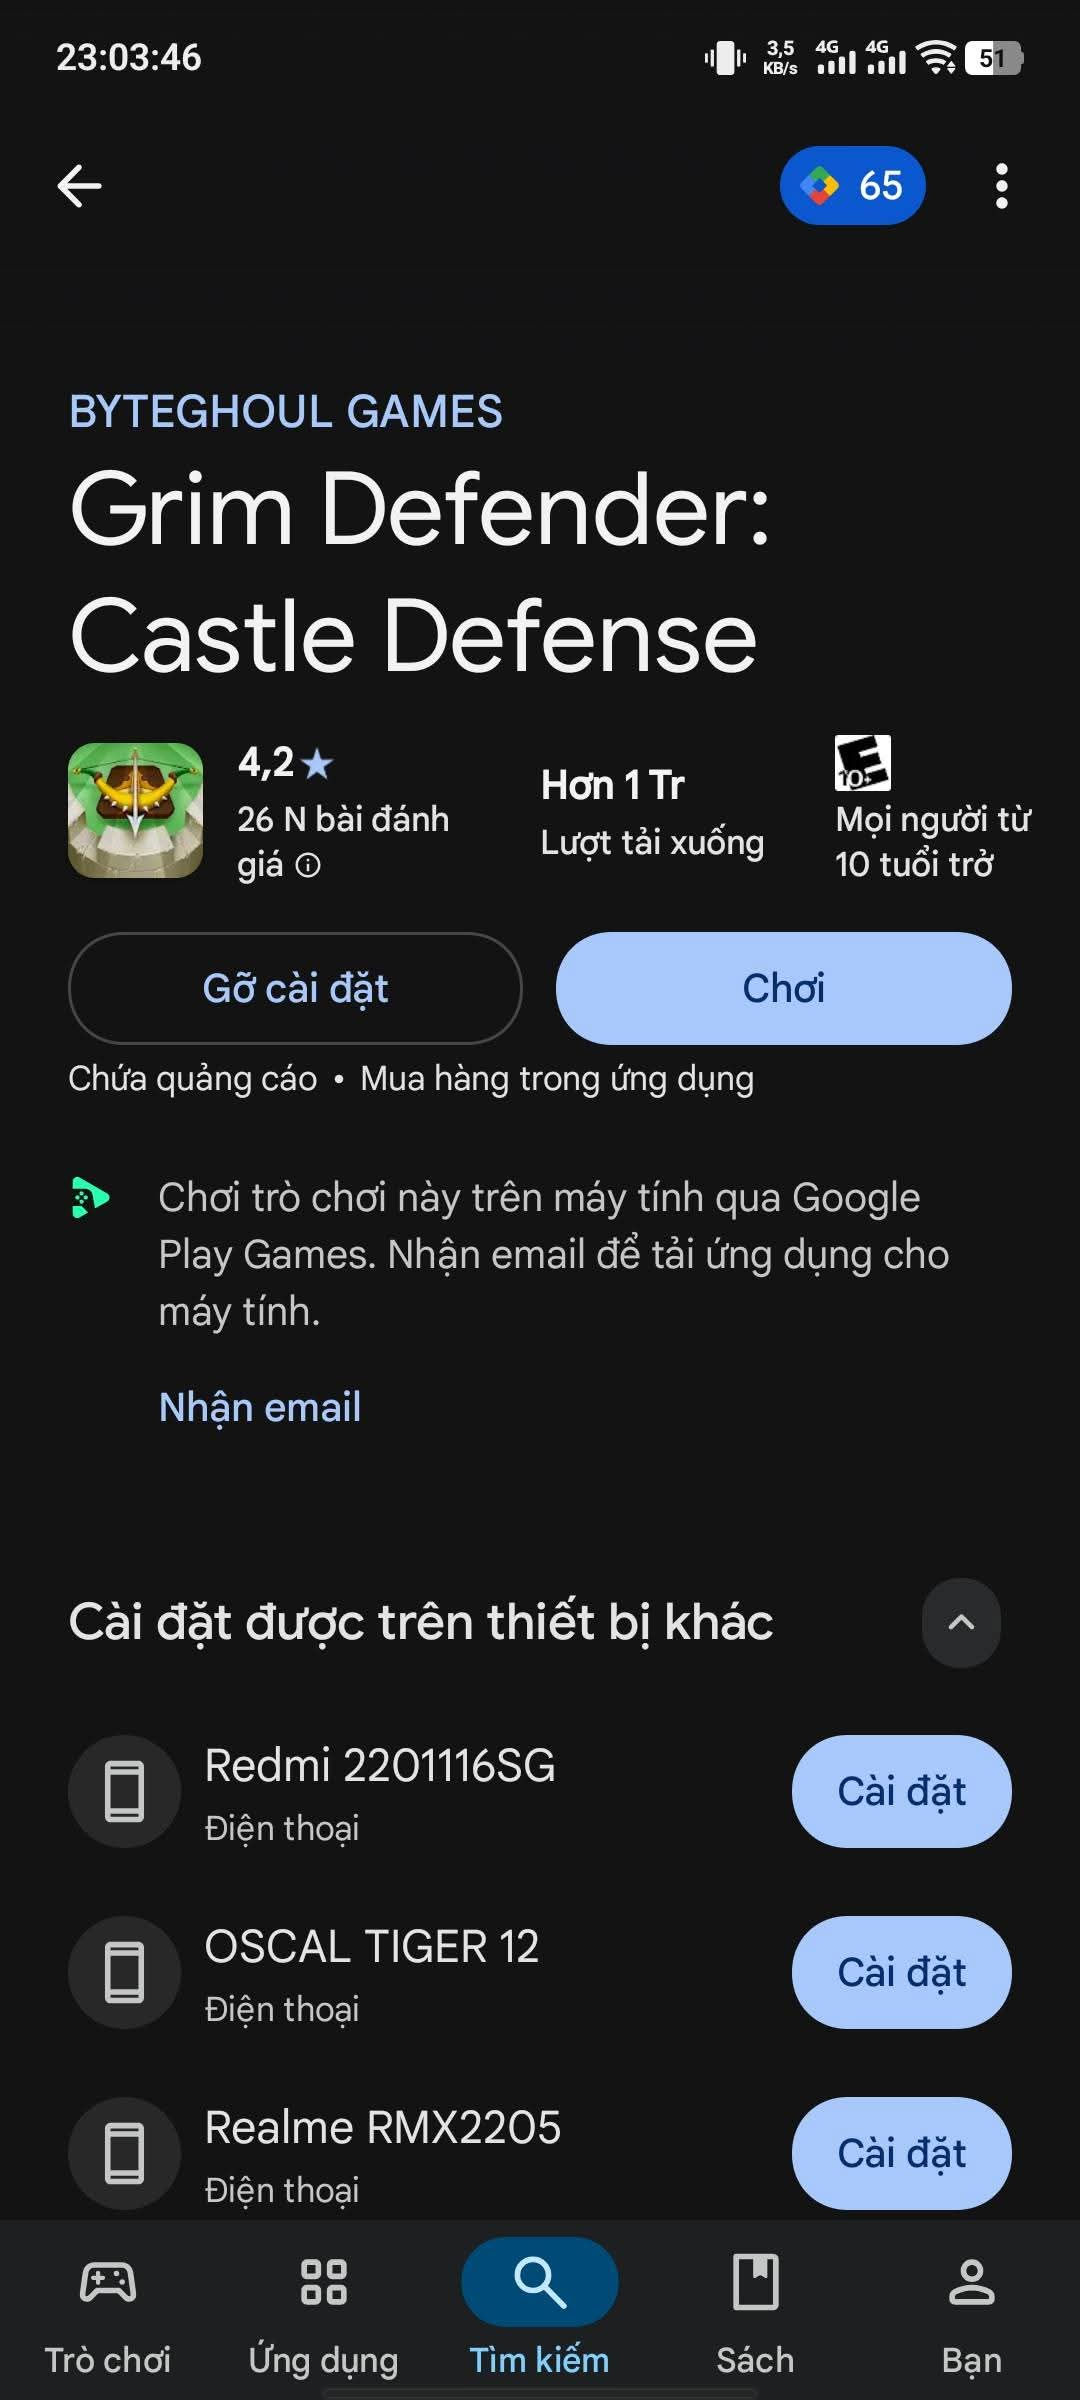 23:03:46
3,5 KB/s 4G 4G 51
65
BYTEGHOUL GAMES
Grim Defender:
Castle Defense
4,2★
26 N bài đánh
giá
Hơn 1 Tr
Lượt tải xuống
E 10+
Mọi người từ
10 tuổi trở
Gỡ cài đặt
Chơi
Chứa quảng cáo • Mua hàng trong ứng dụng
Chơi trò chơi này trên máy tính qua Google
Play Games. Nhận email để tải ứng dụng cho
máy tính.
Nhận email
Cài đặt được trên thiết bị khác
Redmi 2201116SG
Điện thoại
Cài đặt
OSCAL TIGER 12
Điện thoại
Cài đặt
Realme RMX2205
Điện thoại
Cài đặt
Trò chơi
Ứng dụng
Tìm kiếm
Sách
Bạn